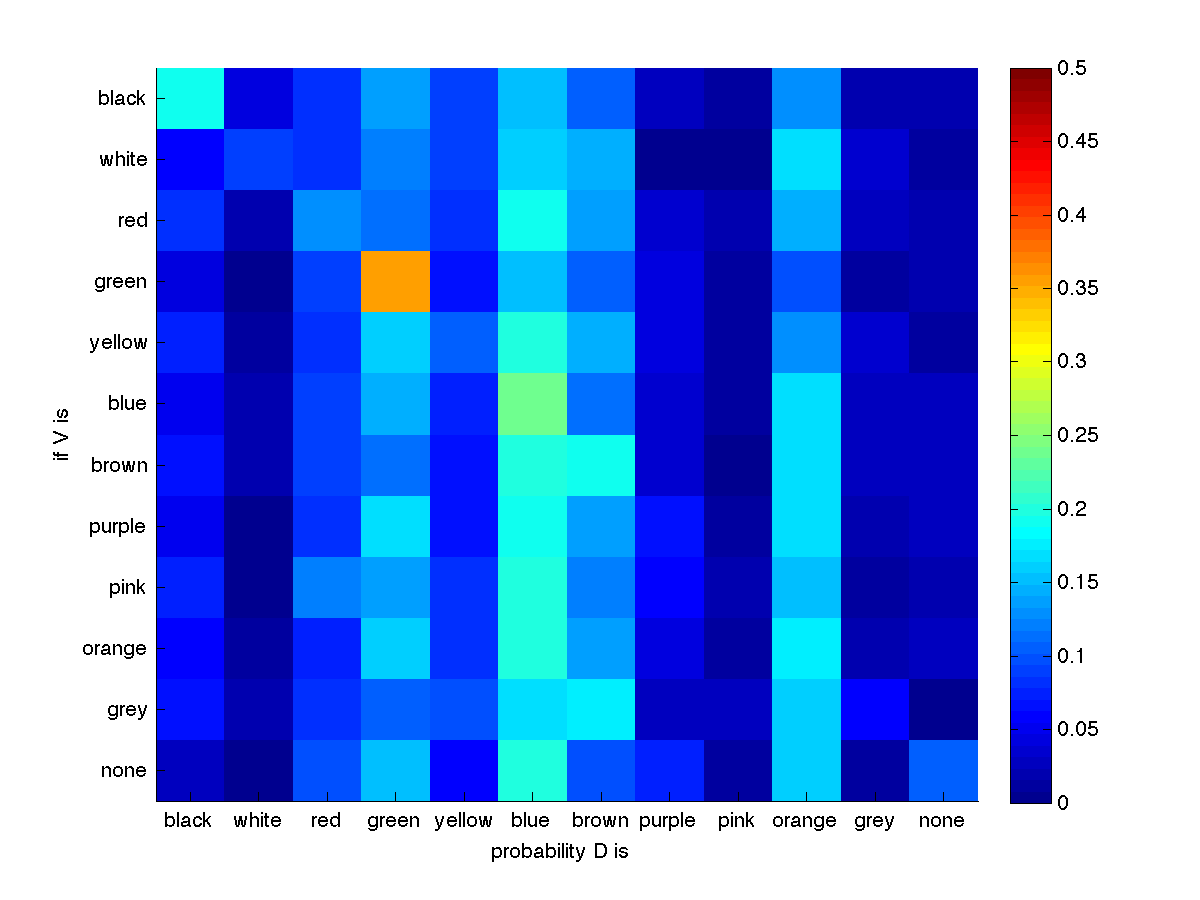 black
white
red
green
yellow
blue
brown
purple
pink
orange
grey
none
if V is
black white red green yellow blue brown purple pink orange grey none
probability D is
0.5
0.45
0.4
0.35
0.3
0.25
0.2
0.15
0.1
0.05
0